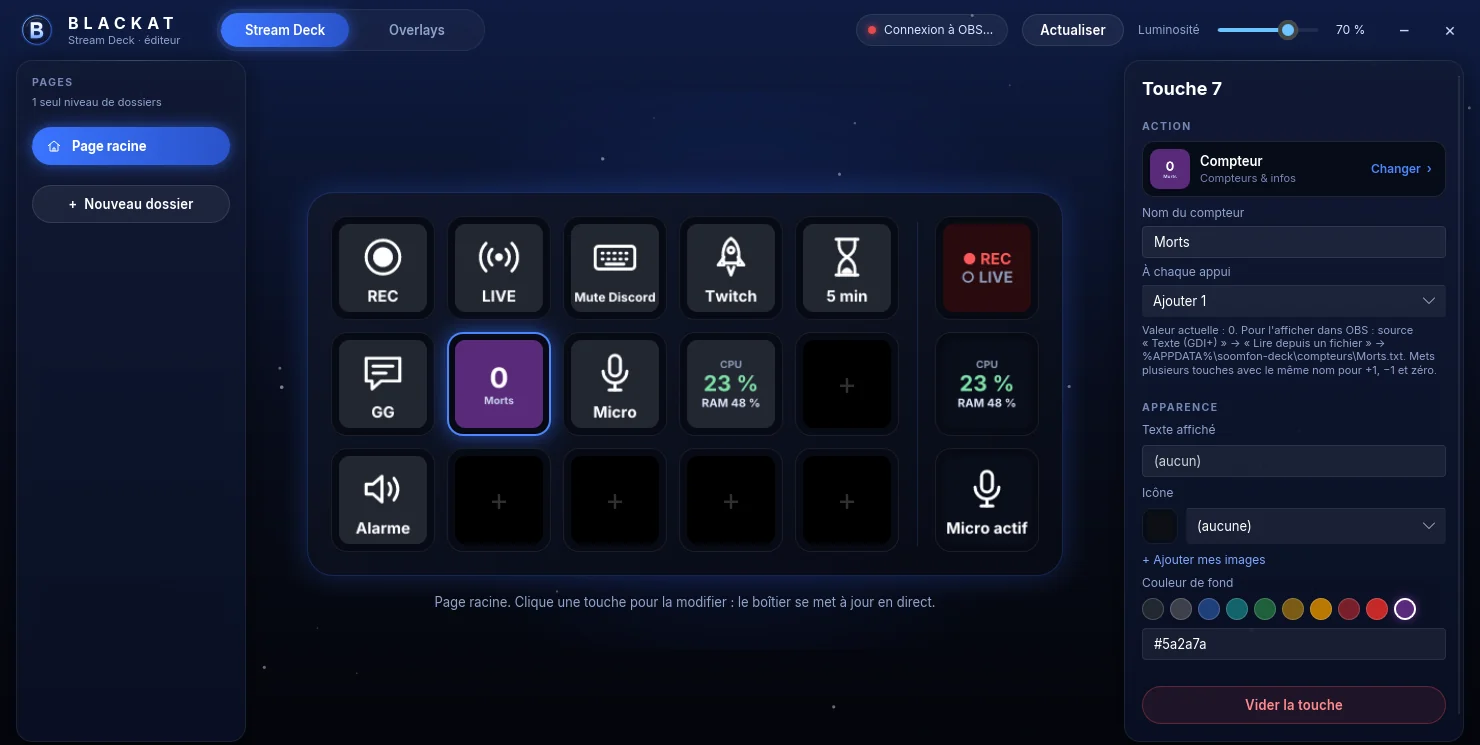 BLACKAT
Stream Deck · éditeur
Stream Deck
Overlays
Connexion à OBS...
Actualiser
Luminosité
70 %
PAGES
1 seul niveau de dossiers
Page racine
+ Nouveau dossier
REC
LIVE
Mute Discord
Twitch
5 min
REC
LIVE
GG
0
Morts
Micro
CPU
23 %
RAM 48 %
+
CPU
23 %
RAM 48 %
Alarme
+
+
+
+
Micro actif
Page racine. Clique une touche pour la modifier : le boîtier se met à jour en direct.
Touche 7
ACTION
0
Morts
Compteur
Compteurs & infos
Changer ›
Nom du compteur
Morts
À chaque appui
Ajouter 1
Valeur actuelle : 0. Pour l'afficher dans OBS : source
« Texte (GDI+) » → « Lire depuis un fichier » →
%APPDATA%\soomfon-deck\compteurs\Morts.txt. Mets
plusieurs touches avec le même nom pour +1, −1 et zéro.
APPARENCE
Texte affiché
(aucun)
Icône
(aucune)
+ Ajouter mes images
Couleur de fond
#5a2a7a
Vider la touche